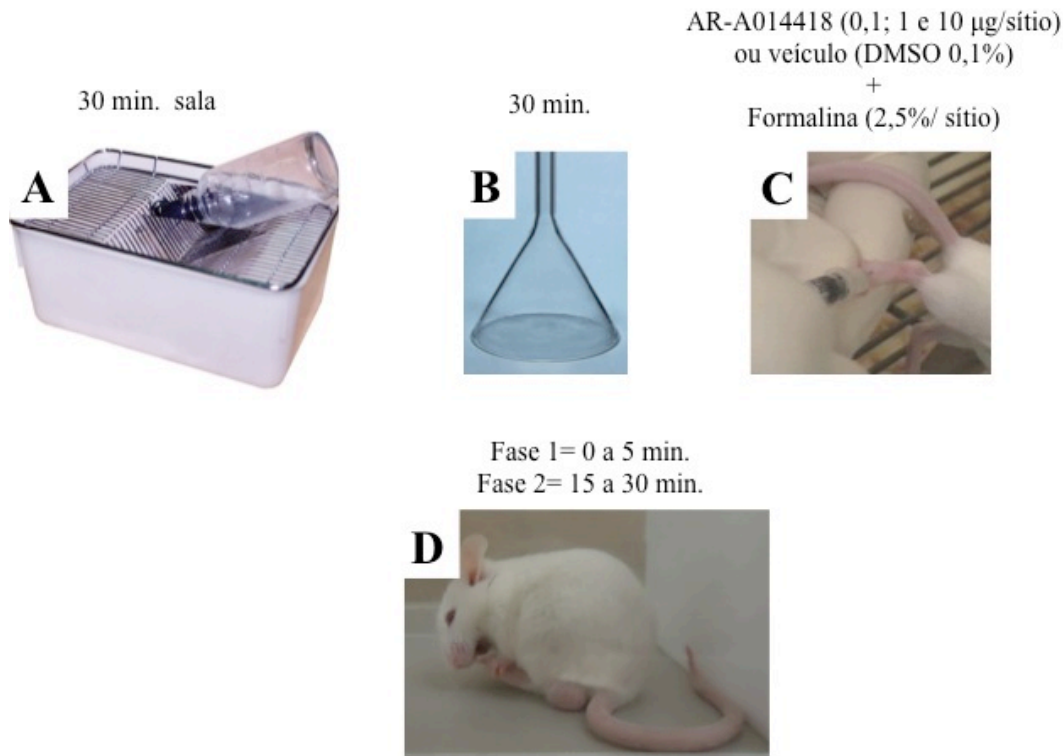 AR-A014418 (0,1; 1 e 10 µg/sítio)
ou veículo (DMSO 0,1%)
+
Formalina (2,5%/ sítio)
30 min.  sala
30 min.
A
B
C
Fase 1= 0 a 5 min.
Fase 2= 15 a 30 min.
D